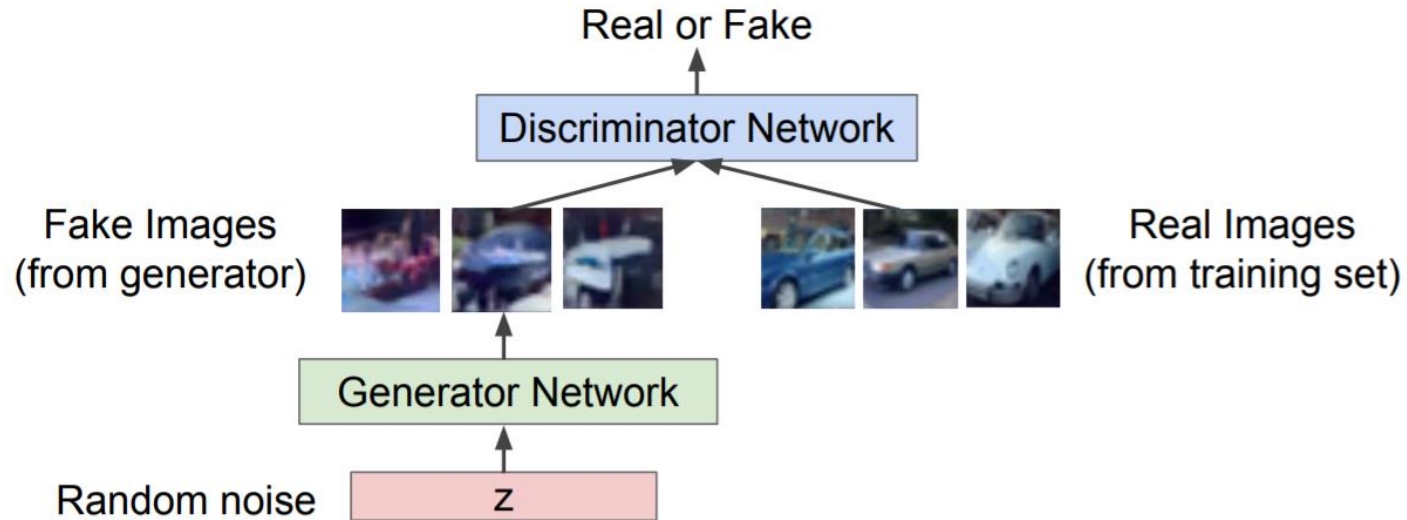 Real or Fake
Discriminator Network
Fake Images
(from generator)
Real Images
(from training set)
Generator Network
Random noise
z